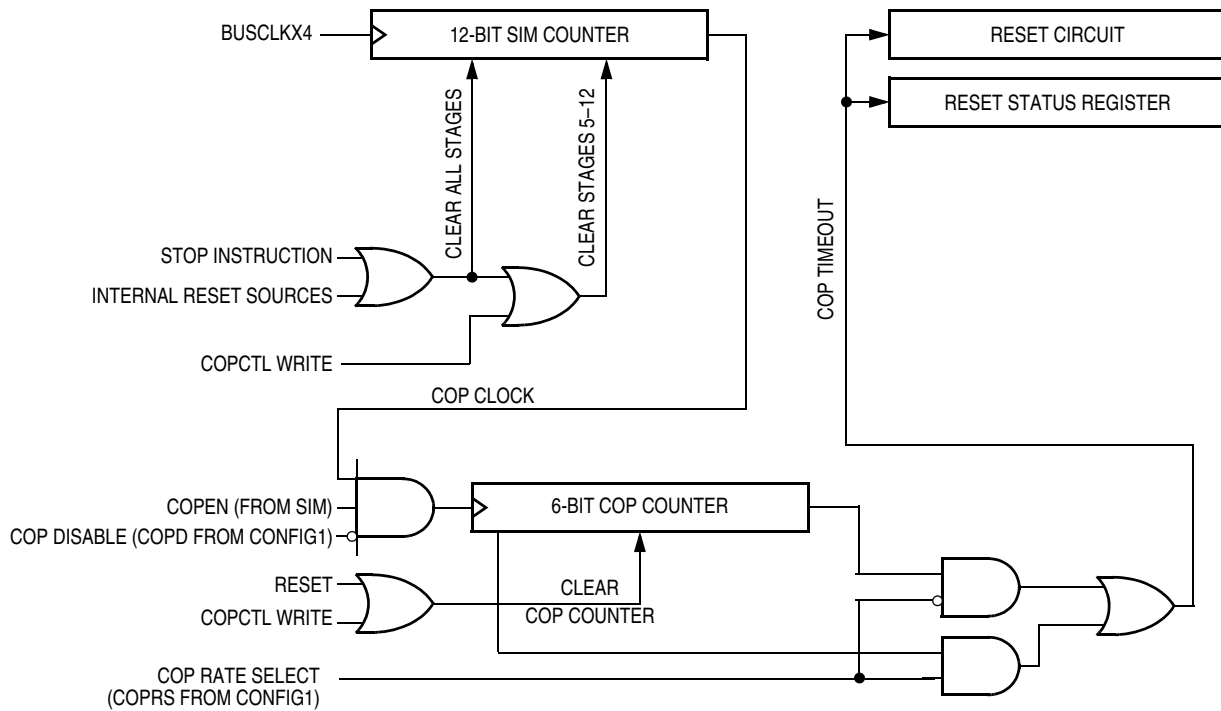 BUSCLKX4
12-BIT SIM COUNTER
RESET CIRCUIT
RESET STATUS REGISTER
CLEAR ALL STAGES
CLEAR STAGES 5–12
COP TIMEOUT
STOP INSTRUCTION
INTERNAL RESET SOURCES
COPCTL WRITE
COP CLOCK
COPEN (FROM SIM)
COP DISABLE (COPD FROM CONFIG1)
6-BIT COP COUNTER
RESET
COPCTL WRITE
CLEAR
COP COUNTER
COP RATE SELECT
(COPRS FROM CONFIG1)